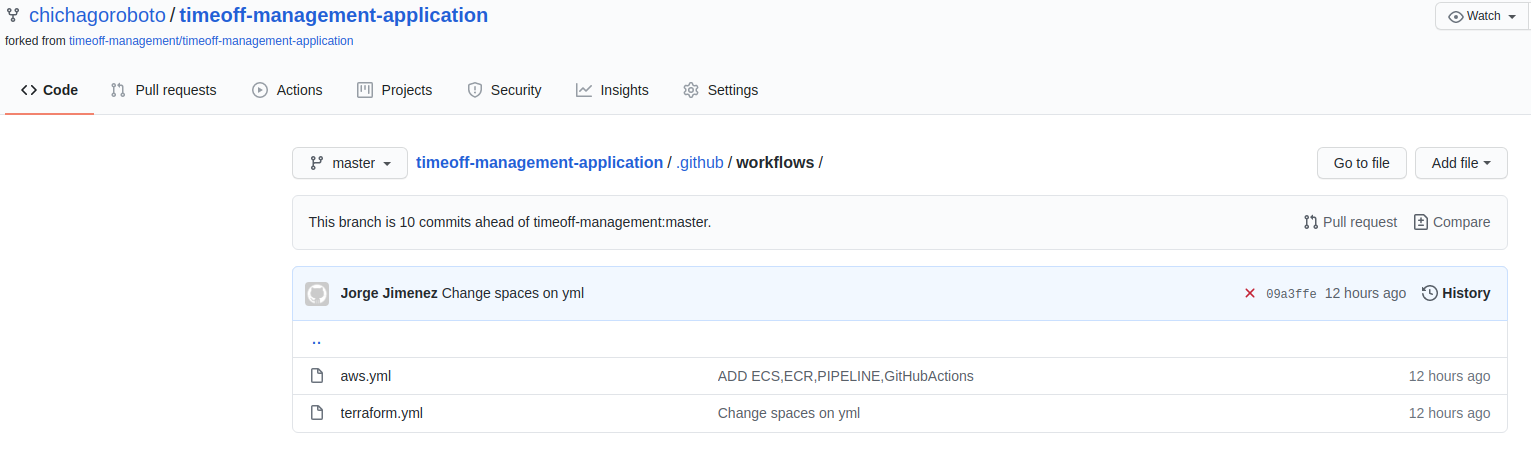 chichagoroboto / timeoff-management-application
Watch
forked from timeoff-management/timeoff-management-application
Code Pull requests Actions Projects Security Insights Settings
master timeoff-management-application / .github / workflows / Go to file Add file
This branch is 10 commits ahead of timeoff-management:master. Pull request Compare
Jorge Jimenez Change spaces on yml 09a3ffe 12 hours ago History
..
aws.yml ADD ECS,ECR,PIPELINE,GitHubActions 12 hours ago
terraform.yml Change spaces on yml 12 hours ago